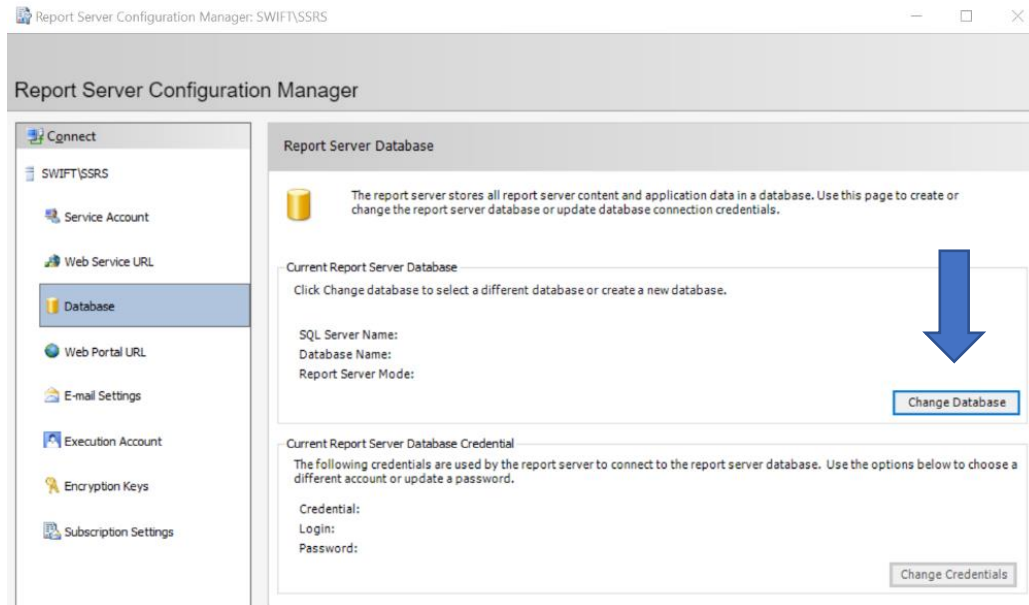 Report Server Configuration Manager: SWIFT\SSRS
Report Server Configuration Manager
Connect
SWIFT\SSRS
Service Account
Web Service URL
Database
Web Portal URL
E-mail Settings
Execution Account
Encryption Keys
Subscription Settings
Report Server Database
The report server stores all report server content and application data in a database. Use this page to create or
change the report server database or update database connection credentials.
Current Report Server Database
Click Change database to select a different database or create a new database.
SQL Server Name:
Database Name:
Report Server Mode:
Change Database
Current Report Server Database Credential
The following credentials are used by the report server to connect to the report server database. Use the options below to choose a
different account or update a password.
Credential:
Login:
Password:
Change Credentials